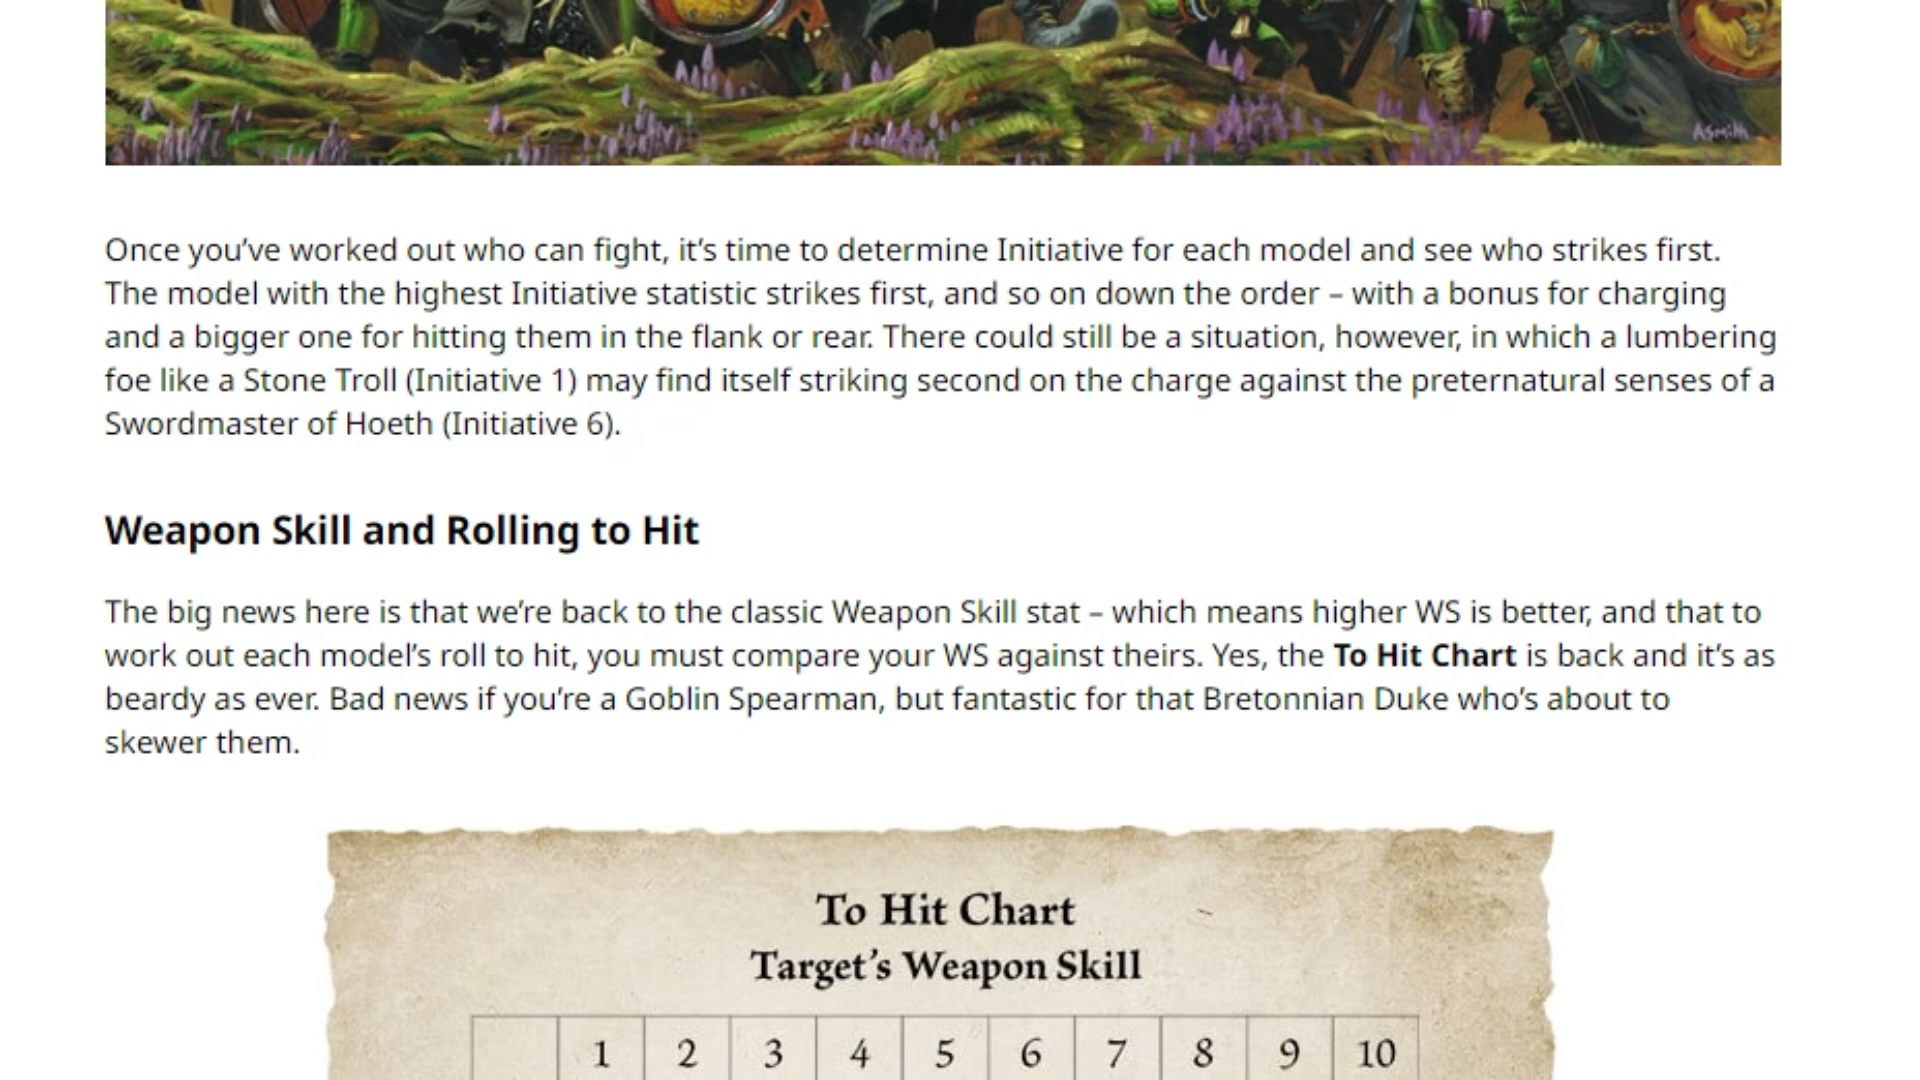 ASmith
Once you’ve worked out who can fight, it’s time to determine Initiative for each model and see who strikes first.
The model with the highest Initiative statistic strikes first, and so on down the order – with a bonus for charging
and a bigger one for hitting them in the flank or rear. There could still be a situation, however, in which a lumbering
foe like a Stone Troll (Initiative 1) may find itself striking second on the charge against the preternatural senses of a
Swordmaster of Hoeth (Initiative 6).
Weapon Skill and Rolling to Hit
The big news here is that we’re back to the classic Weapon Skill stat – which means higher WS is better, and that to
work out each model’s roll to hit, you must compare your WS against theirs. Yes, the To Hit Chart is back and it’s as
beardy as ever. Bad news if you’re a Goblin Spearman, but fantastic for that Bretonnian Duke who’s about to
skewer them.
To Hit Chart
Target’s Weapon Skill
1 2 3 4 5 6 7 8 9 10